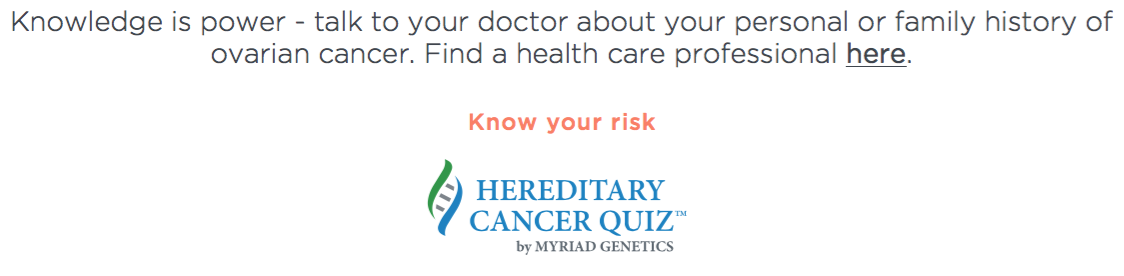 Knowledge is power - talk to your doctor about your personal or family history of
ovarian cancer. Find a health care professional here.
Know your risk
HEREDITARY
CANCER QUIZ™
by MYRIAD GENETICS